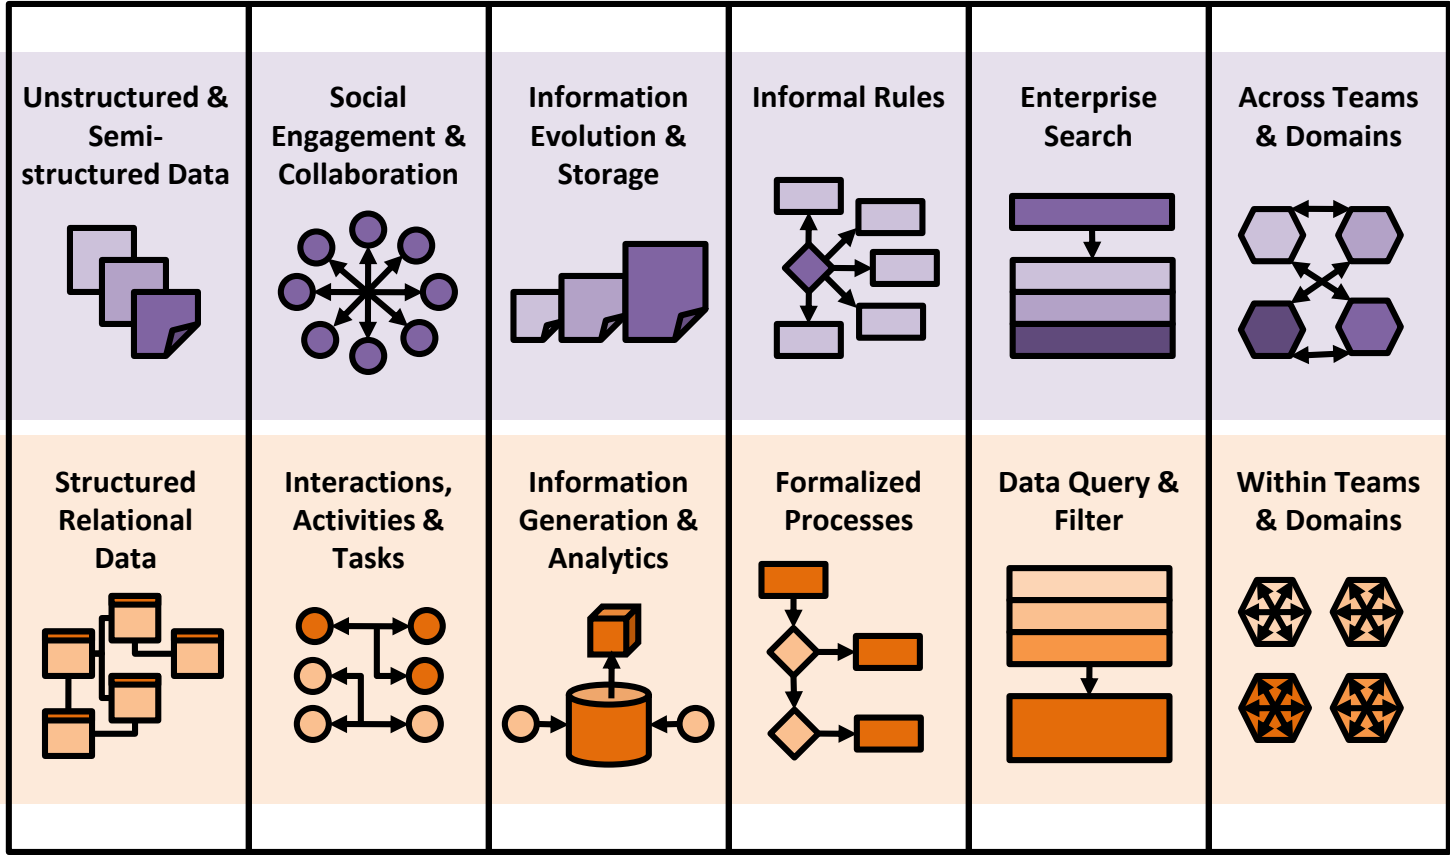 Unstructured &
Semi-
structured Data
Social
Engagement &
Collaboration
Information
Evolution &
Storage
Informal Rules
Enterprise
Search
Across Teams
& Domains
Structured
Relational
Data
Interactions,
Activities &
Tasks
Information
Generation &
Analytics
Formalized
Processes
Data Query &
Filter
Within Teams
& Domains